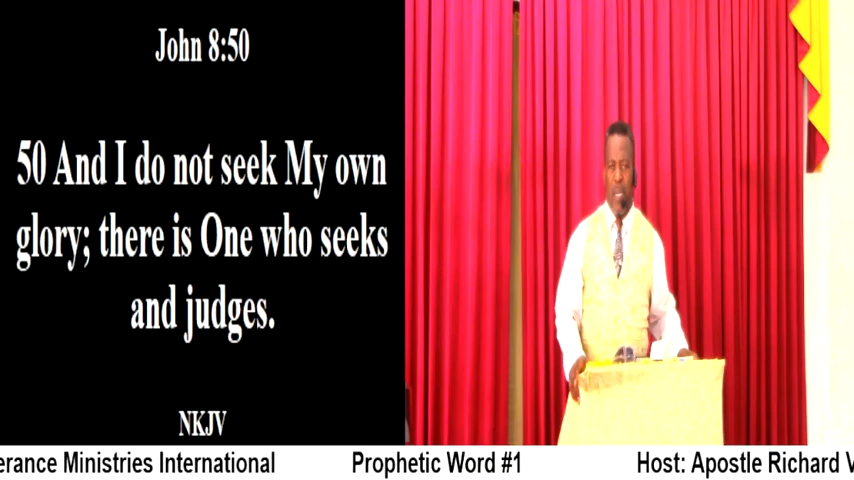 John 8:50
50 And I do not seek My own
glory; there is One who seeks
and judges.
NKJV
erance Ministries International Prophetic Word #1 Host: Apostle Richard V